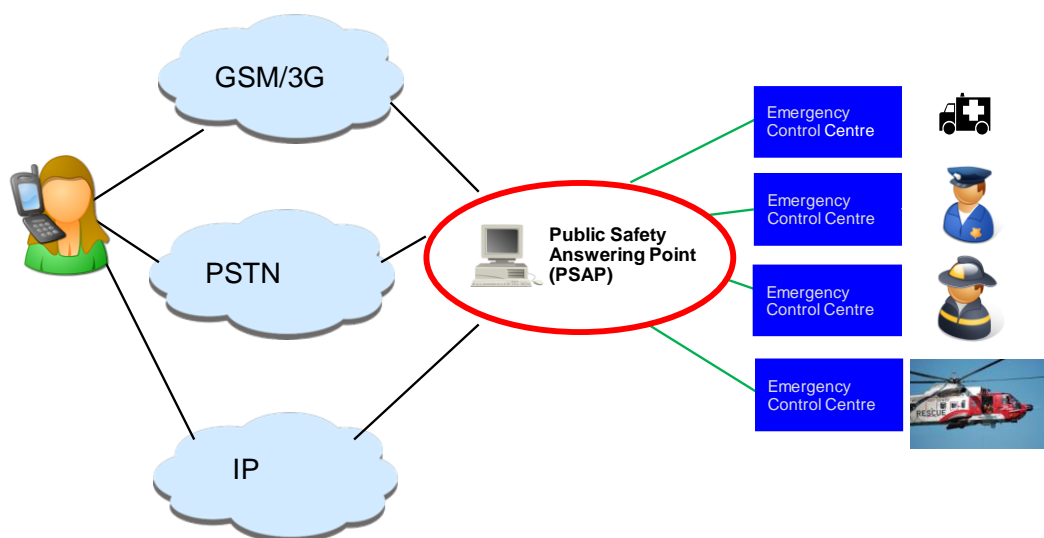 GSM/3G
PSTN
IP
Public Safety
Answering Point
(PSAP)
Emergency
Control Centre
Emergency
Control Centre
Emergency
Control Centre
Emergency
Control Centre
RESCUE